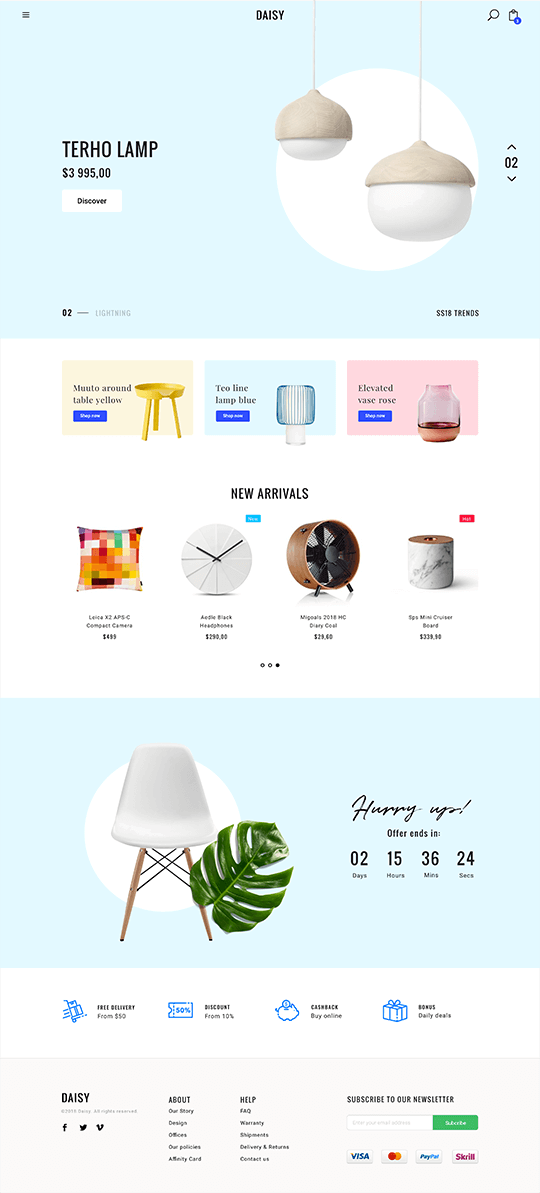 DAISY
TERHO LAMP
$3 995,00
Discover
02
02
LIGHTNING
SS18 TRENDS
Muuto around
table yellow
Shop now
Teo line
lamp blue
Shop now
Elevated
vase rose
Shop now
NEW ARRIVALS
New
Hot
Leica X2 APS-C
Compact Camera
$499
Aedle Black
Headphones
$290,00
Migoals 2016 HC
Diary Coal
$29,60
Sps Mini Cruiser
Board
$339,90
Hurry up!
Offer ends in:
02 15 36 24
Days Hours Mins Secs
FREE DELIVERY
From $50
50%
DISCOUNT
From 10%
CASHBACK
Buy online
BONUS
Daily deals
DAISY
©2018 Daisy. All rights reserved.
ABOUT
Our Story
Design
Offices
Our policies
Affinity Card
HELP
FAQ
Warranty
Shipments
Delivery & Returns
Contact us
SUBSCRIBE TO OUR NEWSLETTER
Enter your email address
Subcribe
VISA
MasterCard
PayPal
Skrill